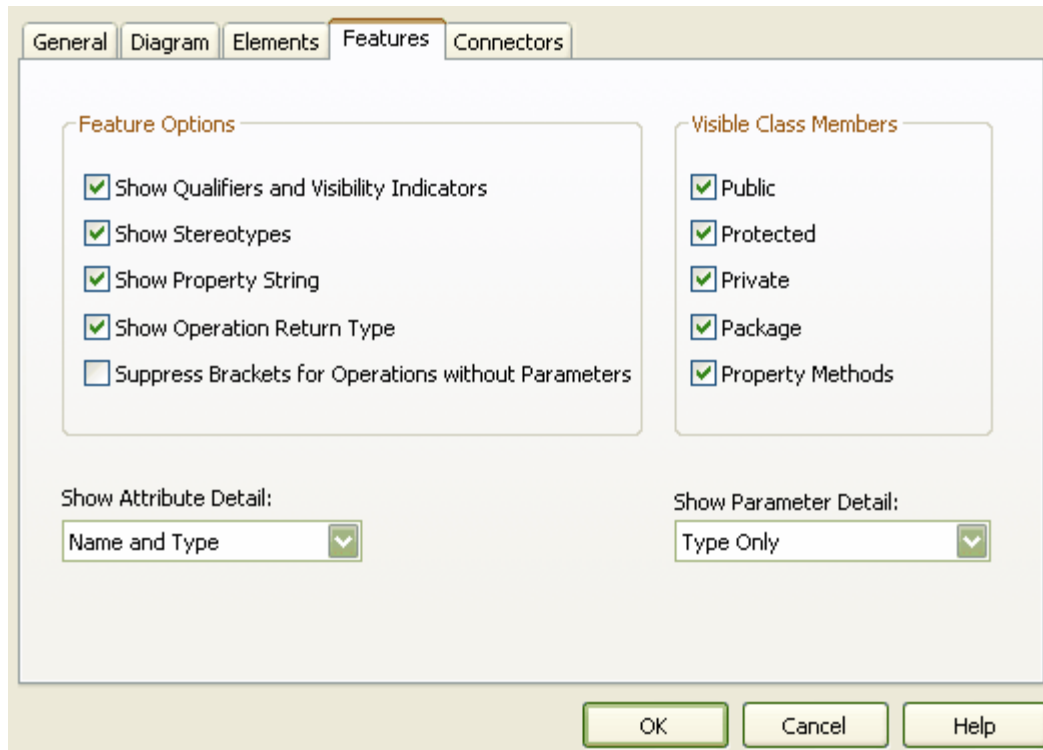 General Diagram Elements Features Connectors
Feature Options
Show Qualifiers and Visibility Indicators
Show Stereotypes
Show Property String
Show Operation Return Type
Suppress Brackets for Operations without Parameters
Visible Class Members
Public
Protected
Private
Package
Property Methods
Show Attribute Detail:
Name and Type
Show Parameter Detail:
Type Only
OK Cancel Help